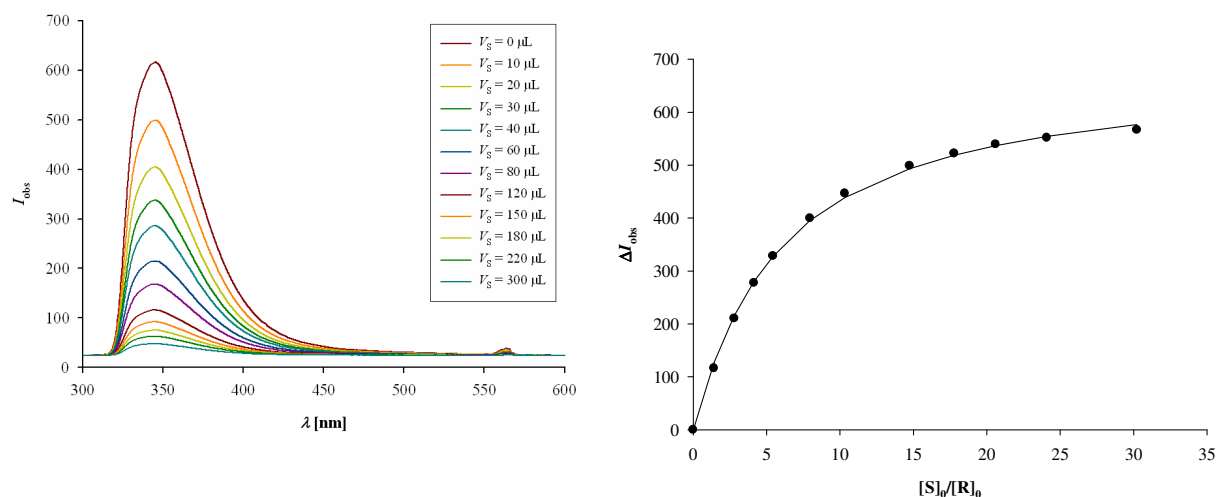 700
600
500
400
300
200
100
0
I_obs
300 350 400 450 500 550 600
λ [nm]
V_S = 0 μL
V_S = 10 μL
V_S = 20 μL
V_S = 30 μL
V_S = 40 μL
V_S = 60 μL
V_S = 80 μL
V_S = 120 μL
V_S = 150 μL
V_S = 180 μL
V_S = 220 μL
V_S = 300 μL
700
600
500
400
300
200
100
0
ΔI_obs
0 5 10 15 20 25 30 35
[S]₀/[R]₀